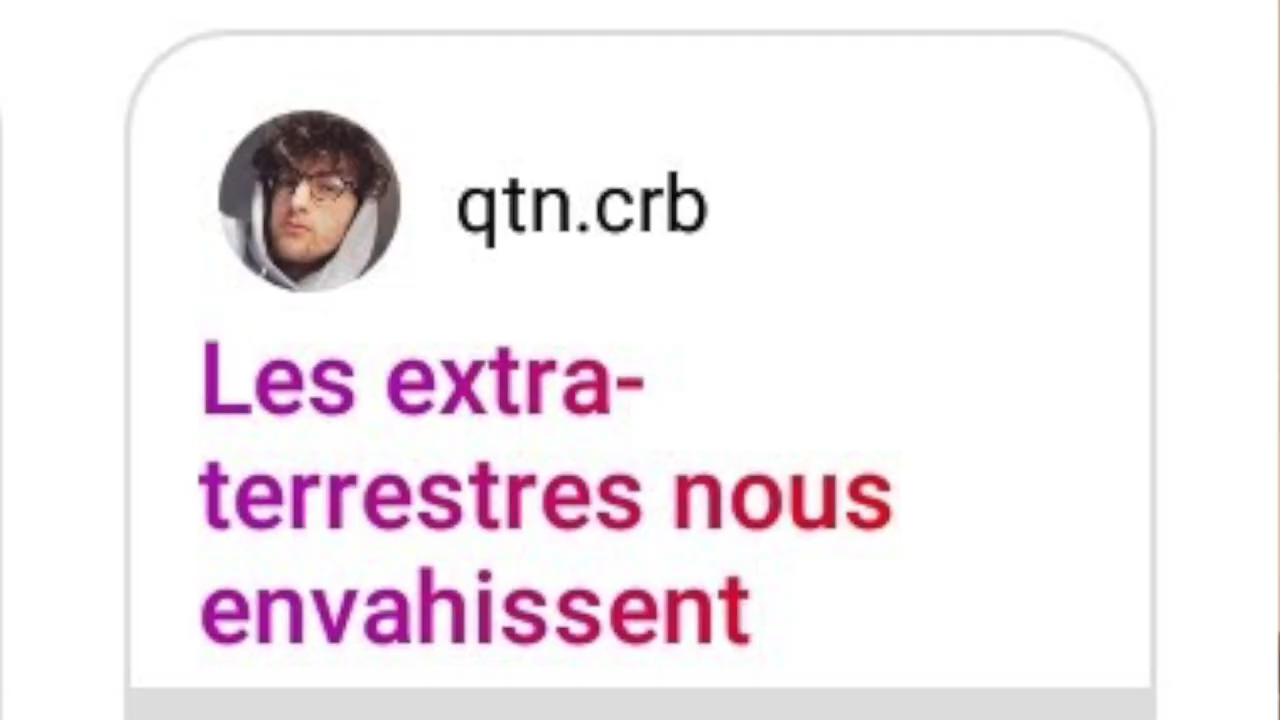 qtn.crb
Les extra-
terrestres nous
envahissent